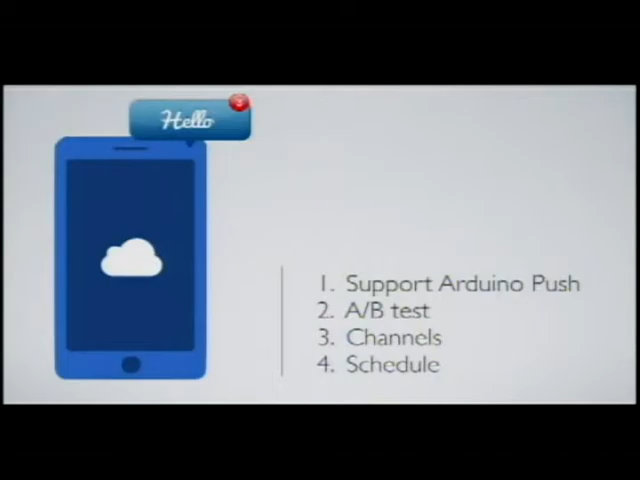 Hello
1. Support Arduino Push
2. A/B test
3. Channels
4. Schedule